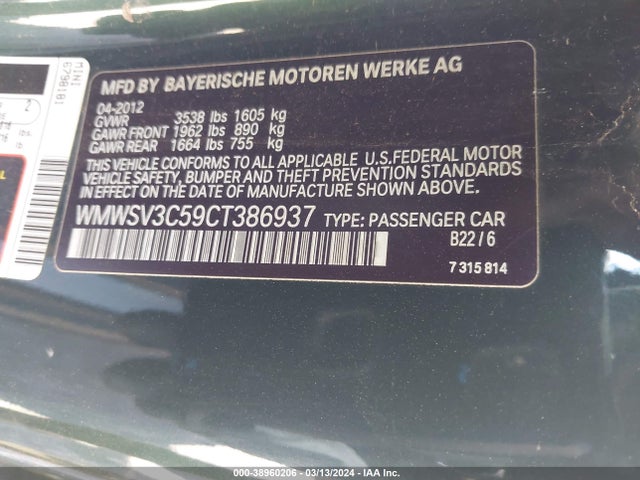 MINI
6798181
MFD BY BAYERISCHE MOTOREN WERKE AG
04-2012
GVWR 3538 lbs 1605 kg
GAWR FRONT 1962 lbs 890 kg
GAWR REAR 1664 lbs 755 kg
THIS VEHICLE CONFORMS TO ALL APPLICABLE U.S.FEDERAL MOTOR
VEHICLE SAFETY, BUMPER AND THEFT PREVENTION STANDARDS
IN EFFECT ON THE DATE OF MANUFACTURE SHOWN ABOVE.
WMWSV3C59CT386937 TYPE: PASSENGER CAR
B22/6
7 315 814
000-38960206 - 03/13/2024 - IAA Inc.